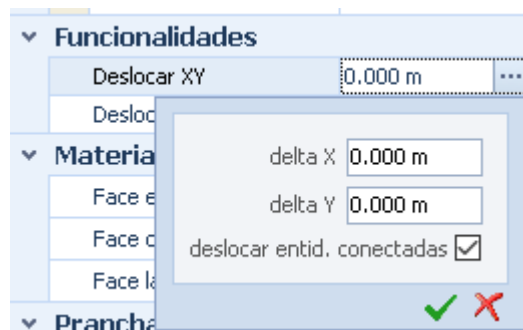 Funcionalidades
Deslocar XY 0.000 m ...
Materia
delta X 0.000 m
Face e
delta Y 0.000 m
Face
deslocar entid. conectadas
Face
Prancha